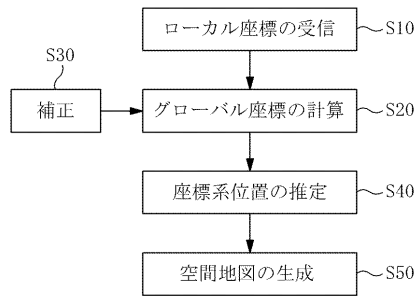 ローカル座標の受信
S10
S30
補正
グローバル座標の計算
S20
座標系位置の推定
S40
空間地図の生成
S50